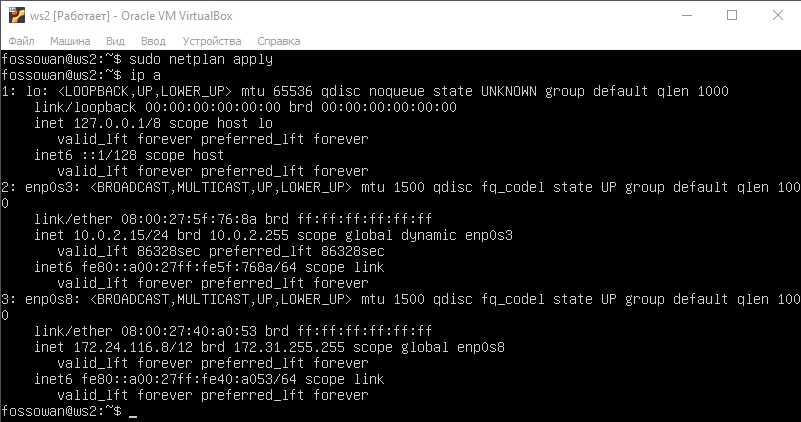 ws2 [Работает] - Oracle VM VirtualBox
Файл Машина Вид Ввод Устройства Справка
fossowan@ws2:~$ sudo netplan apply
fossowan@ws2:~$ ip a
1: lo: <LOOPBACK,UP,LOWER_UP> mtu 65536 qdisc noqueue state UNKNOWN group default qlen 1000
    link/loopback 00:00:00:00:00:00 brd 00:00:00:00:00:00
    inet 127.0.0.1/8 scope host lo
       valid_lft forever preferred_lft forever
    inet6 ::1/128 scope host
       valid_lft forever preferred_lft forever
2: enp0s3: <BROADCAST,MULTICAST,UP,LOWER_UP> mtu 1500 qdisc fq_codel state UP group default qlen 100
0
    link/ether 08:00:27:5f:76:8a brd ff:ff:ff:ff:ff:ff
    inet 10.0.2.15/24 brd 10.0.2.255 scope global dynamic enp0s3
       valid_lft 86328sec preferred_lft 86328sec
    inet6 fe80::a00:27ff:fe5f:768a/64 scope link
       valid_lft forever preferred_lft forever
3: enp0s8: <BROADCAST,MULTICAST,UP,LOWER_UP> mtu 1500 qdisc fq_codel state UP group default qlen 100
0
    link/ether 08:00:27:40:a0:53 brd ff:ff:ff:ff:ff:ff
    inet 172.24.116.8/12 brd 172.31.255.255 scope global enp0s8
       valid_lft forever preferred_lft forever
    inet6 fe80::a00:27ff:fe40:a053/64 scope link
       valid_lft forever preferred_lft forever
fossowan@ws2:~$ _